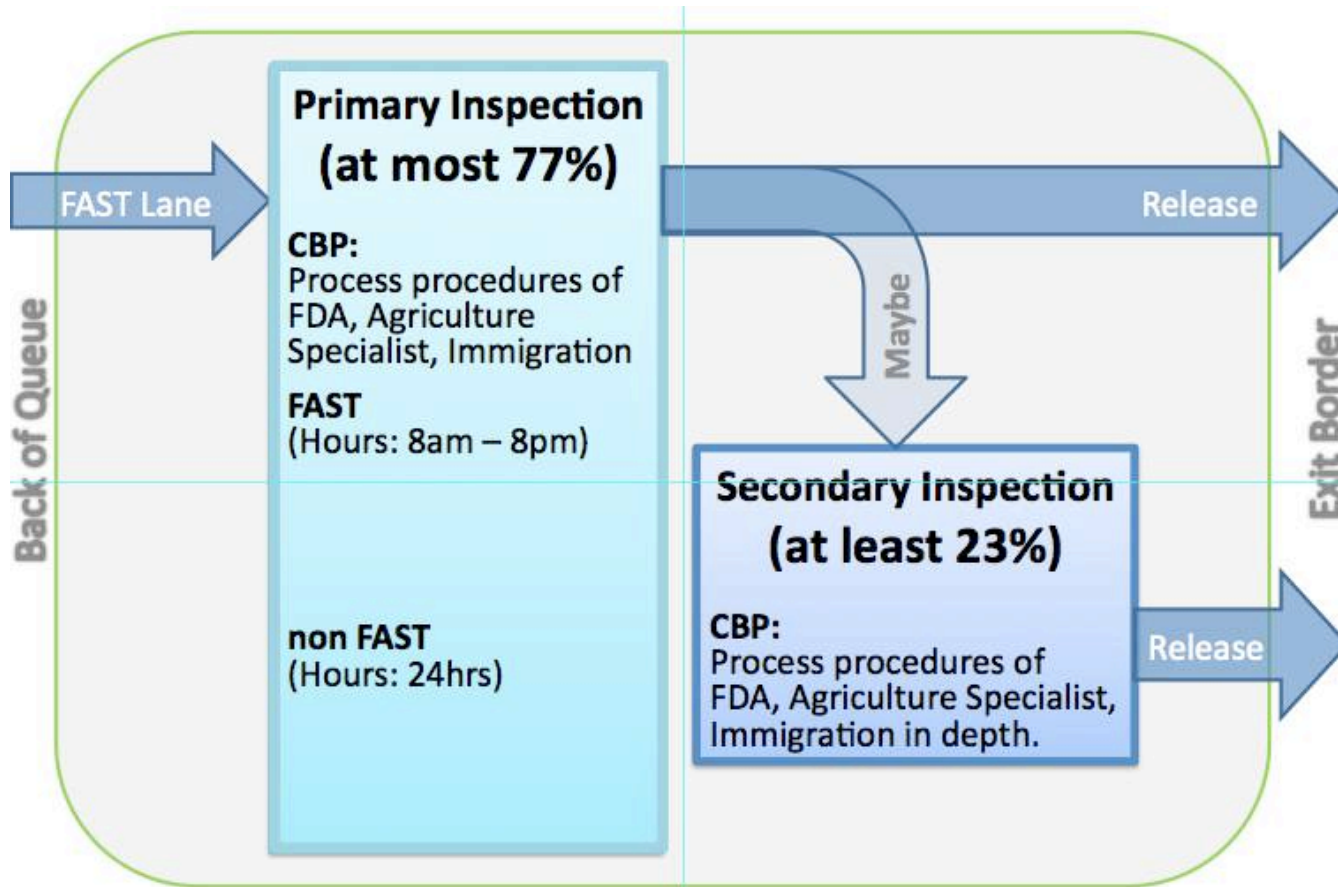 Back of Queue
FAST Lane
Primary Inspection
(at most 77%)
CBP:
Process procedures of
FDA, Agriculture
Specialist, Immigration
FAST
(Hours: 8am – 8pm)
non FAST
(Hours: 24hrs)
Release
Maybe
Secondary Inspection
(at least 23%)
CBP:
Process procedures of
FDA, Agriculture Specialist,
Immigration in depth.
Release
Exit Border